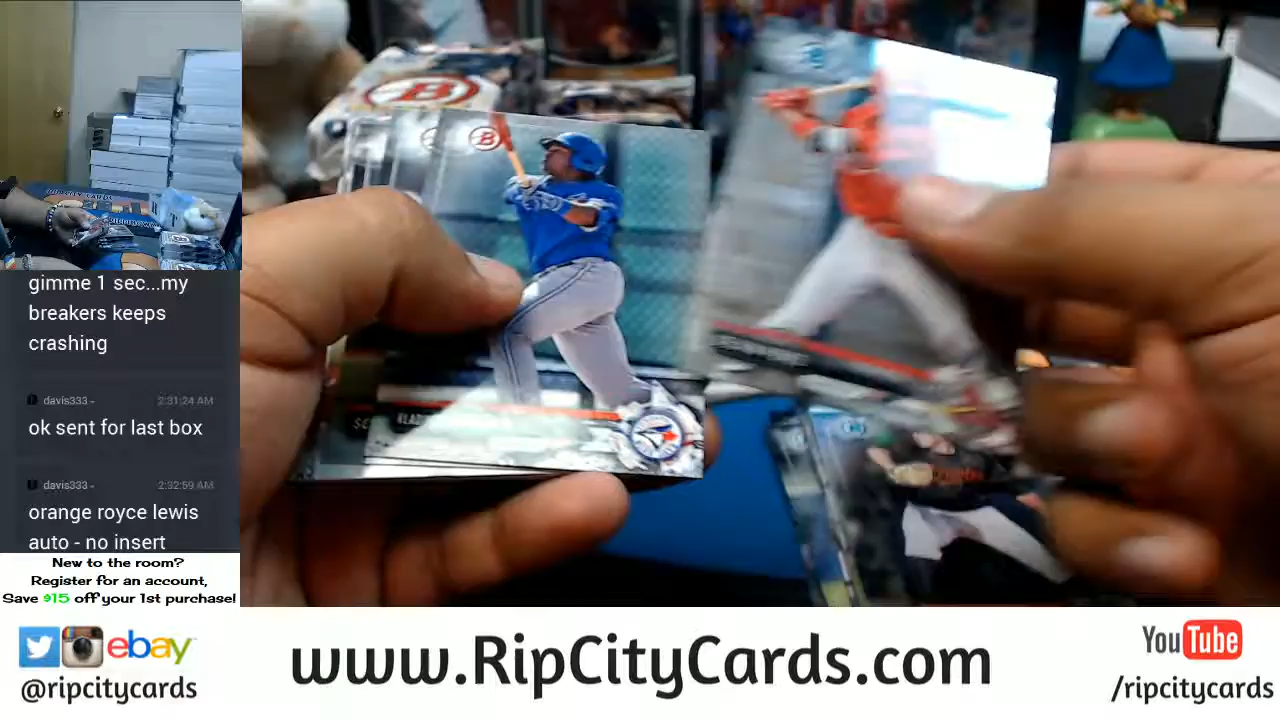 gimme 1 sec...my
breakers keeps
crashing
davis333 - 2:31:24 AM
ok sent for last box
davis333 - 2:32:59 AM
orange royce lewis
auto - no insert
New to the room?
Register for an account,
Save $15 off your 1st purchase!
ebay
@ripcitycards
www.RipCityCards.com
YouTube
/ripcitycards
B
B